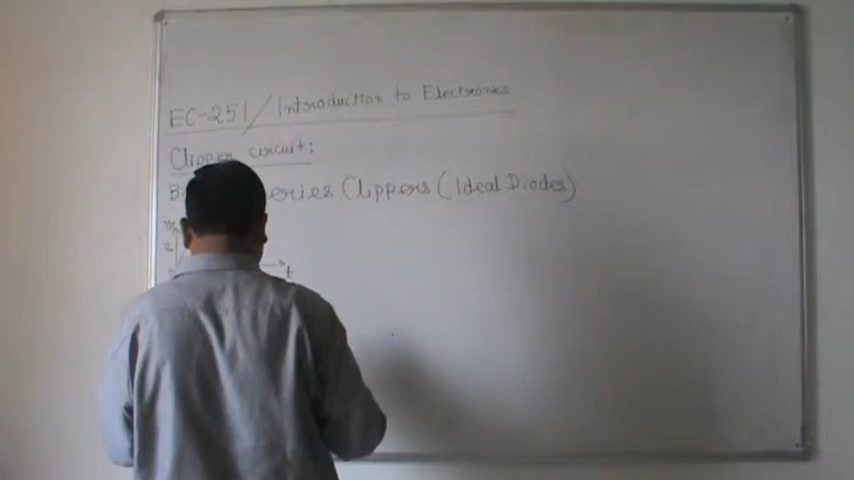 EC-251/Introduction to Electronics
Clipper circuit:
Series Clippers (Ideal Diodes)
t